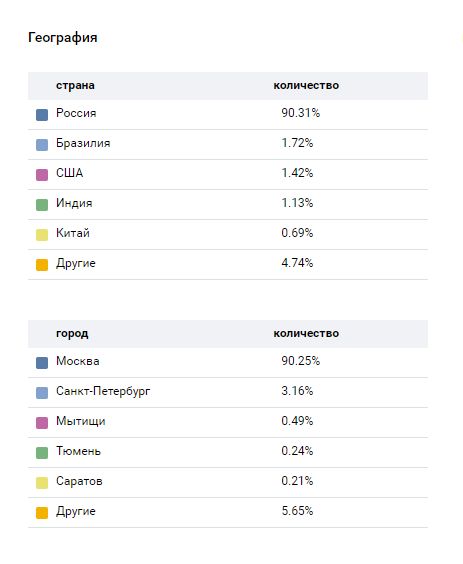 География
страна количество
Россия 90.31%
Бразилия 1.72%
США 1.42%
Индия 1.13%
Китай 0.69%
Другие 4.74%
город количество
Москва 90.25%
Санкт-Петербург 3.16%
Мытищи 0.49%
Тюмень 0.24%
Саратов 0.21%
Другие 5.65%